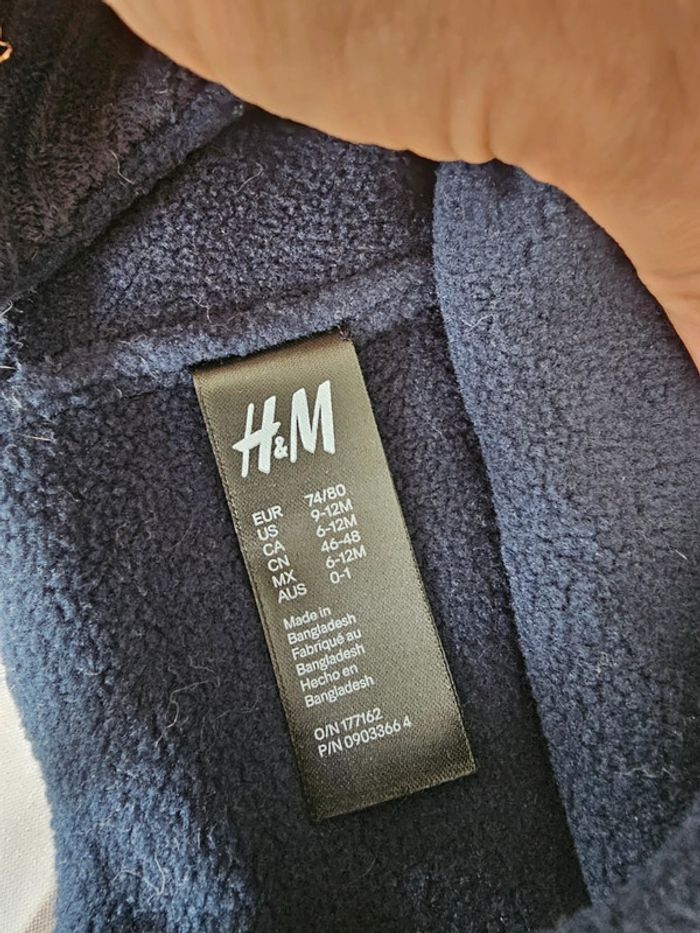 H&M
EUR 74/80
US 9-12M
CA 6-12M
CN 46-48
MX 6-12M
AUS 0-1
Made in
Bangladesh
Fabriqué au
Bangladesh
Hecho en
Bangladesh
O/N 177162
P/N 0903366 4